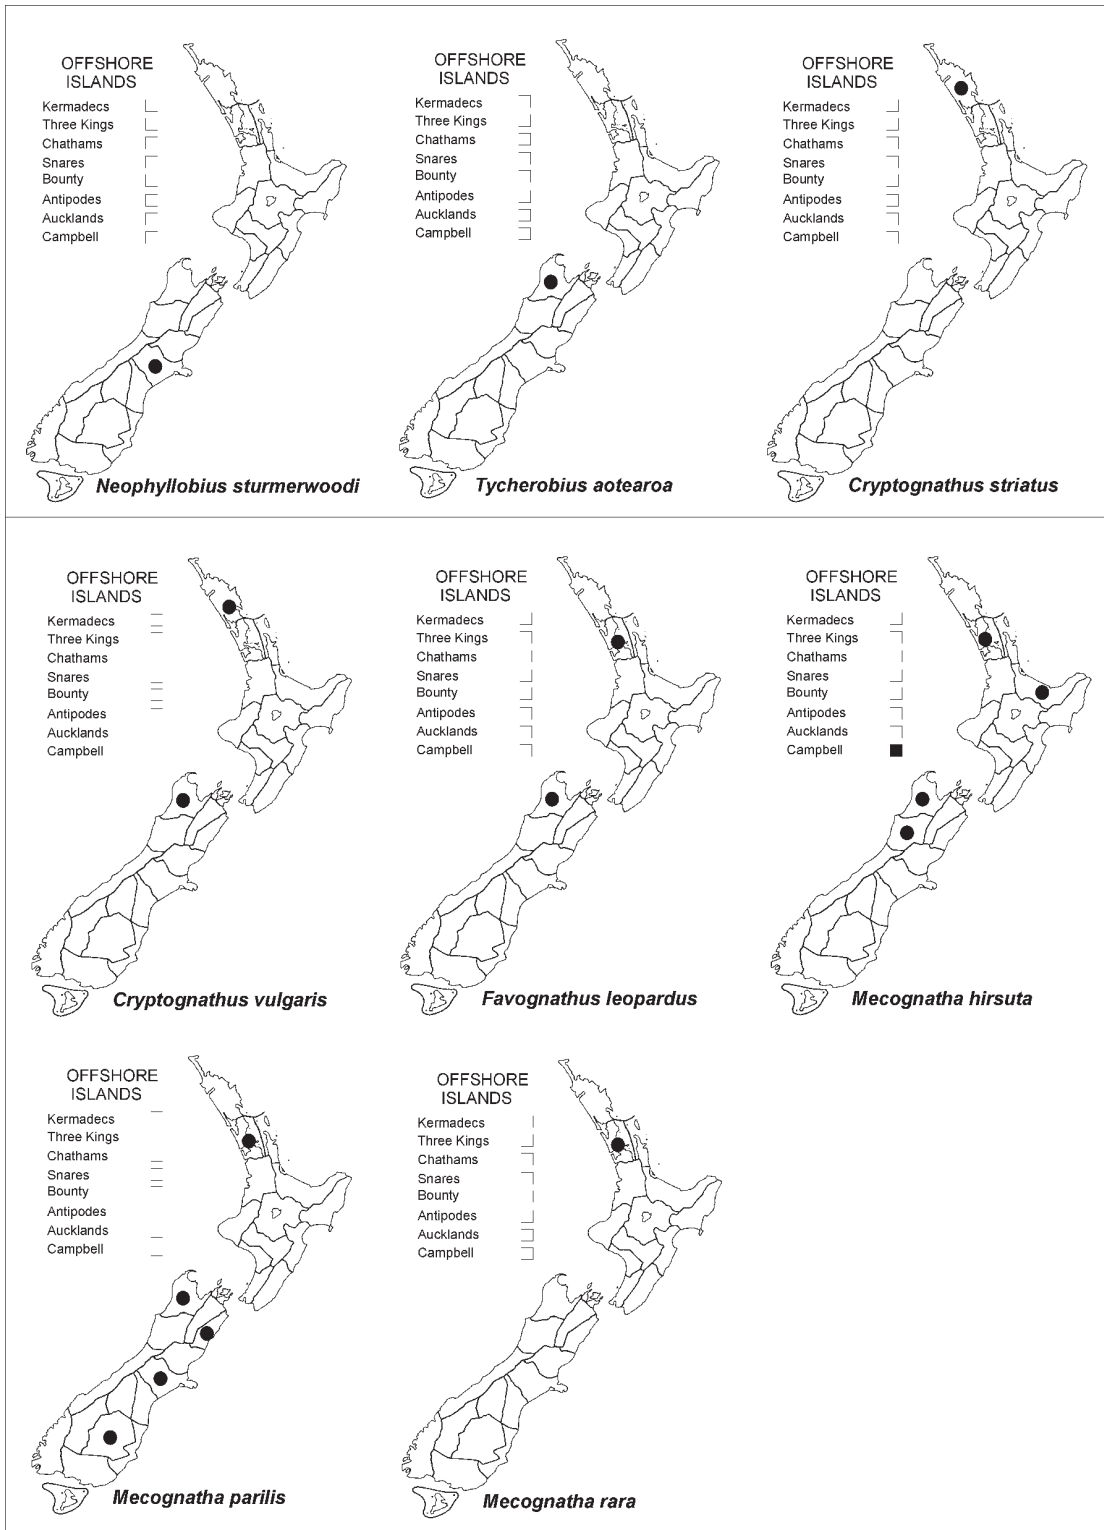 OFFSHORE
ISLANDS
Kermadecs
Three Kings
Chathams
Snares
Bounty
Antipodes
Aucklands
Campbell
Neophyllobius sturmerwoodi
OFFSHORE
ISLANDS
Kermadecs
Three Kings
Chathams
Snares
Bounty
Antipodes
Aucklands
Campbell
Tycherobius aotearoa
OFFSHORE
ISLANDS
Kermadecs
Three Kings
Chathams
Snares
Bounty
Antipodes
Aucklands
Campbell
Cryptognathus striatus
OFFSHORE
ISLANDS
Kermadecs
Three Kings
Chathams
Snares
Bounty
Antipodes
Aucklands
Campbell
Cryptognathus vulgaris
OFFSHORE
ISLANDS
Kermadecs
Three Kings
Chathams
Snares
Bounty
Antipodes
Aucklands
Campbell
Favognathus leopardus
OFFSHORE
ISLANDS
Kermadecs
Three Kings
Chathams
Snares
Bounty
Antipodes
Aucklands
Campbell
Mecognatha hirsuta
OFFSHORE
ISLANDS
Kermadecs
Three Kings
Chathams
Snares
Bounty
Antipodes
Aucklands
Campbell
Mecognatha parilis
OFFSHORE
ISLANDS
Kermadecs
Three Kings
Chathams
Snares
Bounty
Antipodes
Aucklands
Campbell
Mecognatha rara